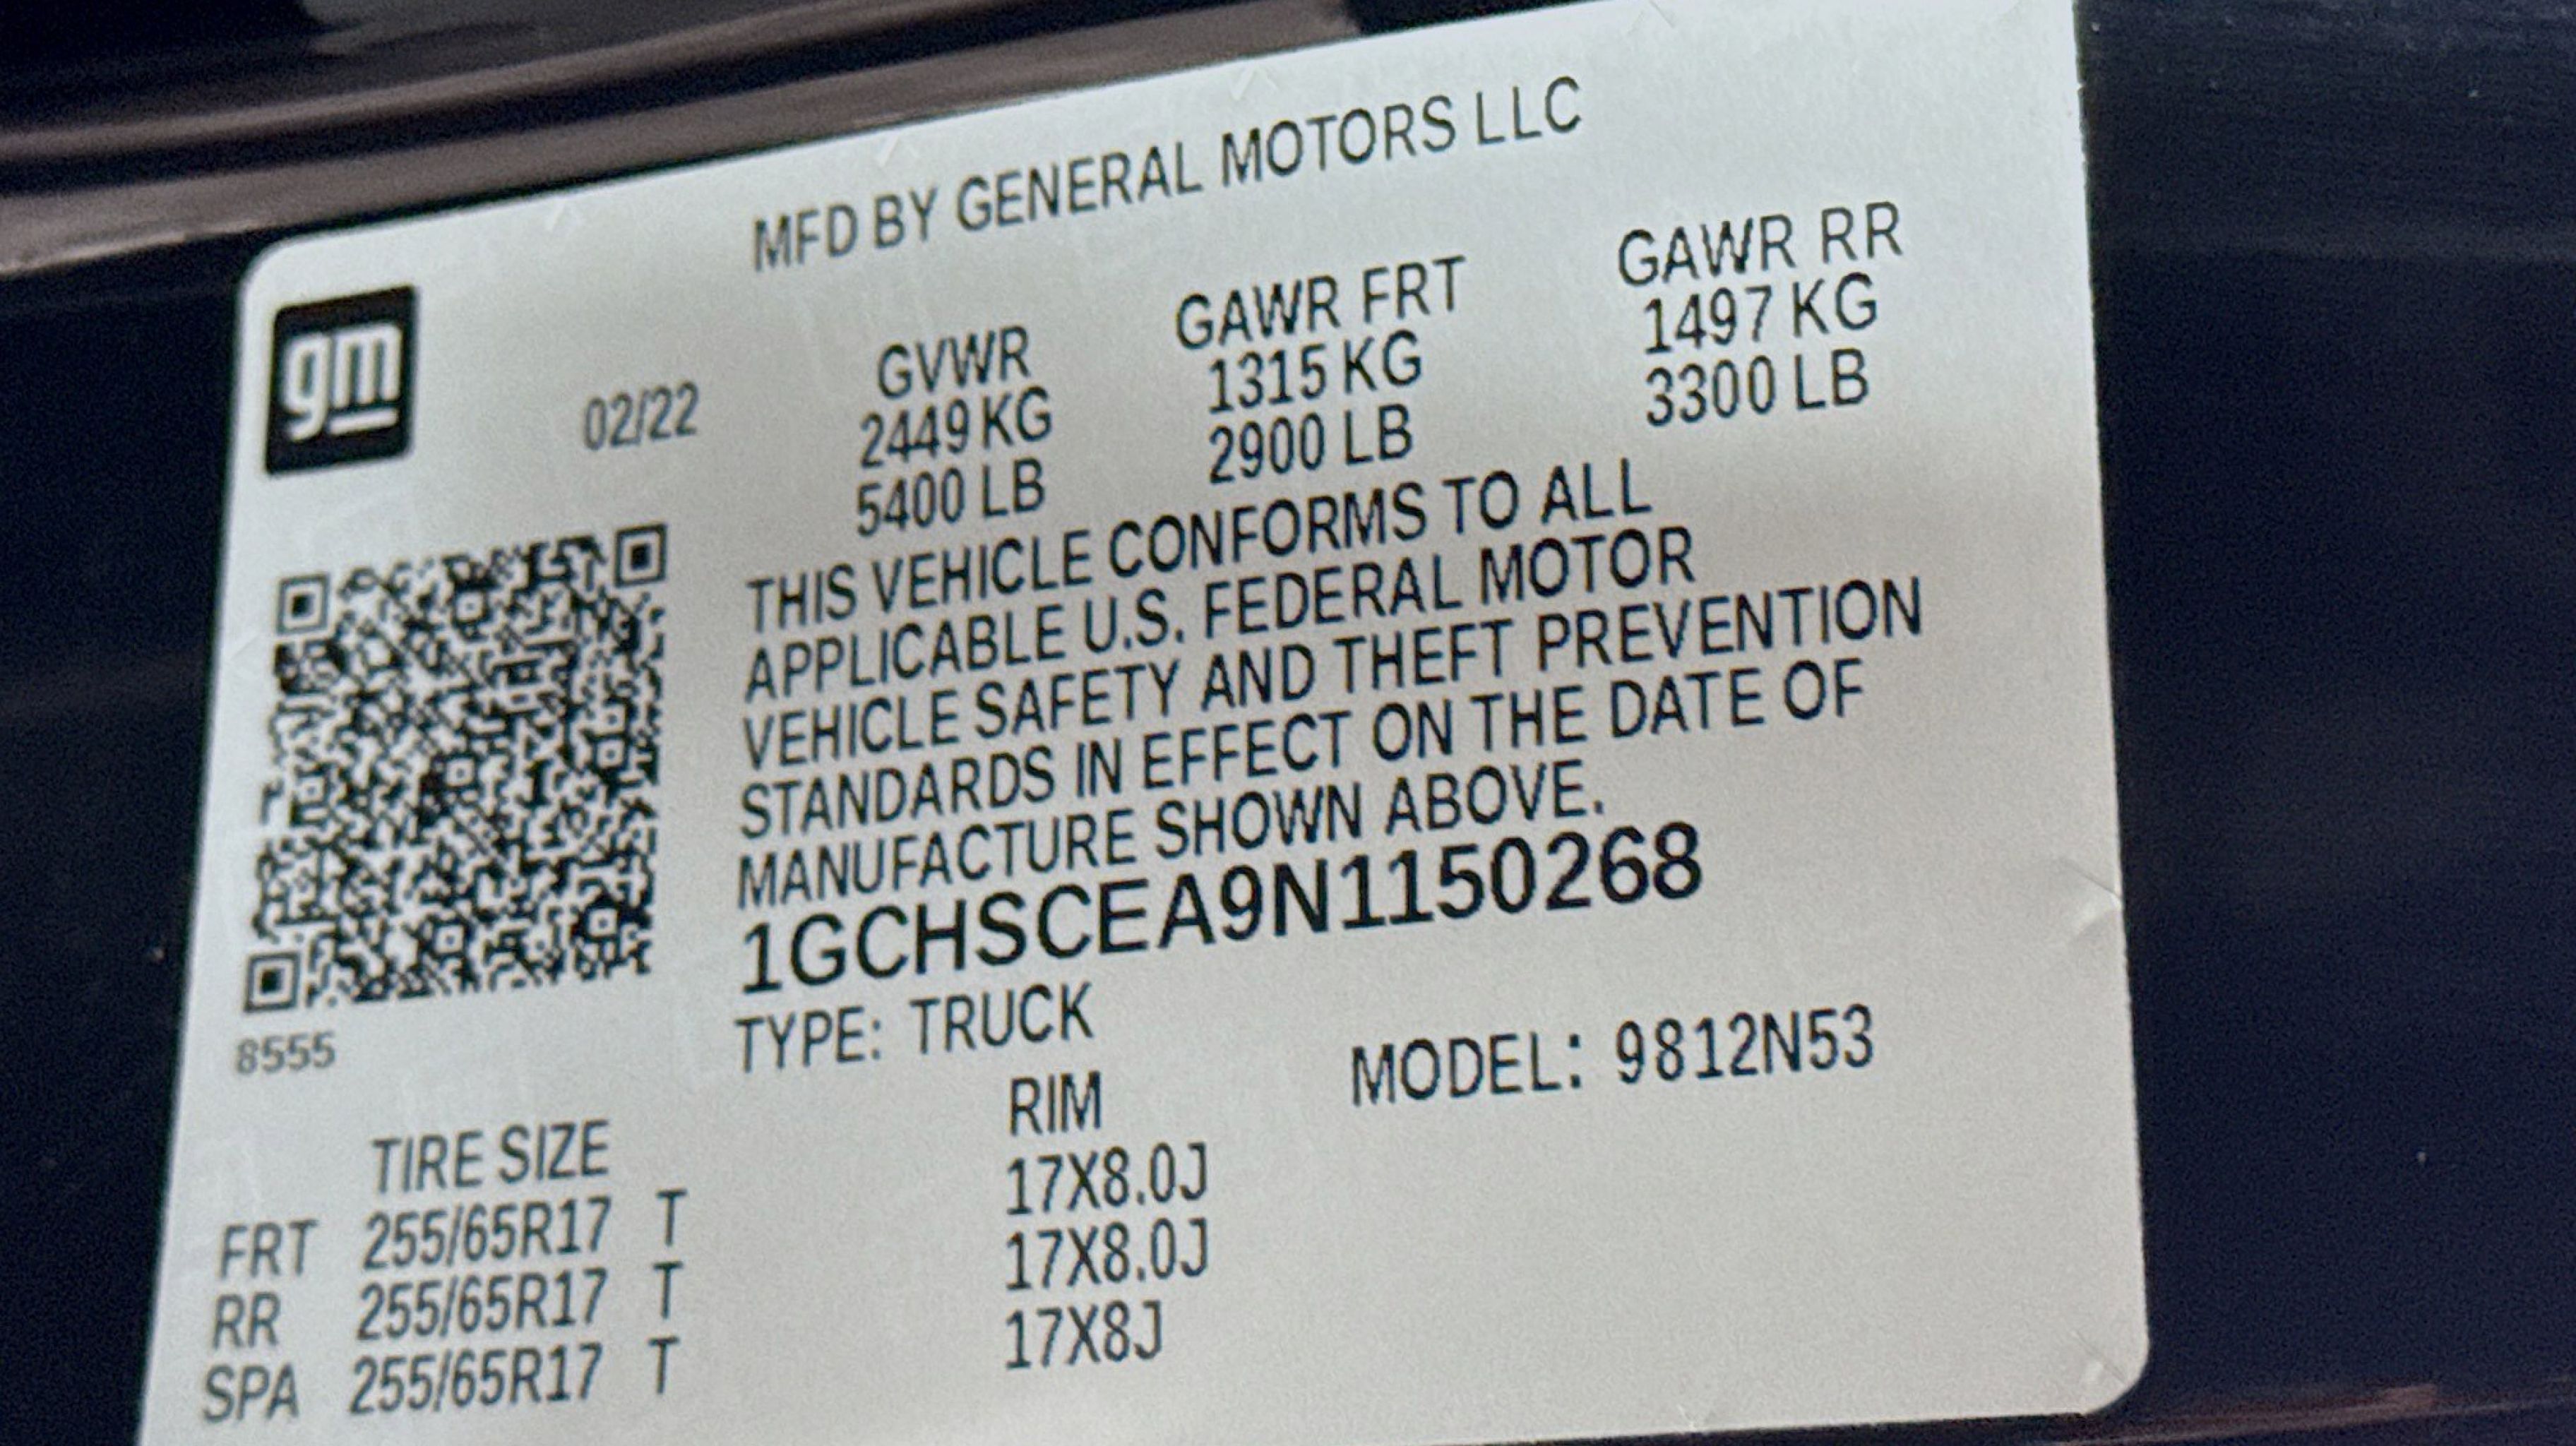 MFD BY GENERAL MOTORS LLC
gm
02/22
GVWR GAWR FRT GAWR RR
2449 KG 1315 KG 1497 KG
5400 LB 2900 LB 3300 LB
THIS VEHICLE CONFORMS TO ALL
APPLICABLE U.S. FEDERAL MOTOR
VEHICLE SAFETY AND THEFT PREVENTION
STANDARDS IN EFFECT ON THE DATE OF
MANUFACTURE SHOWN ABOVE.
1GCHSCEA9N1150268
8555
TYPE: TRUCK MODEL: 9812N53
TIRE SIZE RIM
FRT 255/65R17 T 17X8.0J
RR 255/65R17 T 17X8.0J
SPA 255/65R17 T 17X8J